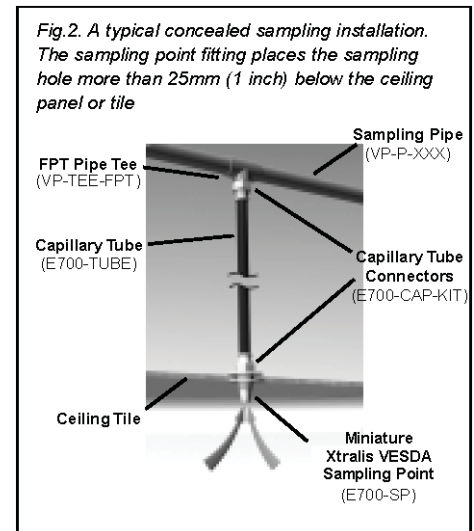 Fig.2. A typical concealed sampling installation.
The sampling point fitting places the sampling
hole more than 25mm (1 inch) below the ceiling
panel or tile
Sampling Pipe
(VP-P-XXX)
FPT Pipe Tee
(VP-TEE-FPT)
Capillary Tube
(E700-TUBE)
Capillary Tube
Connectors
(E700-CAP-KIT)
Ceiling Tile
Miniature
Xtralis VESDA
Sampling Point
(E700-SP)